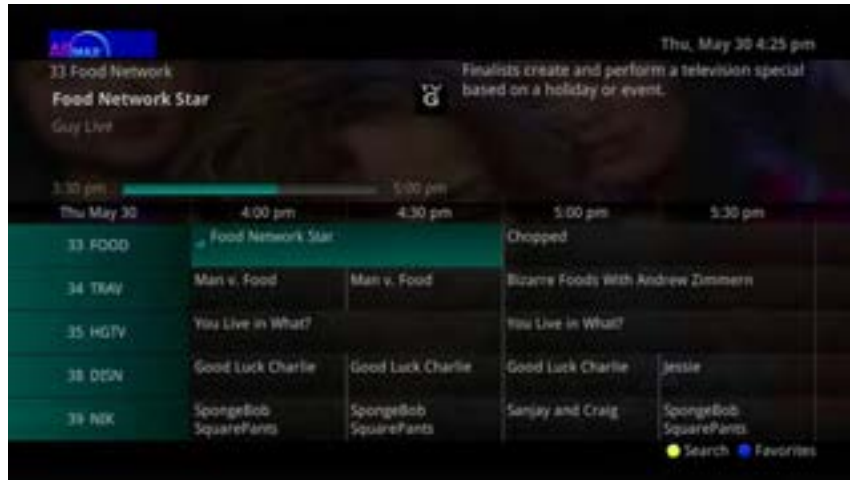 Thu, May 30 4:25 pm
33 Food Network
Food Network Star
Guy Live
Finalists create and perform a television special
based on a holiday or event.
3:30 pm 5:00 pm
Thu May 30 4:00 pm 4:30 pm 5:00 pm 5:30 pm
33 FOOD Food Network Star Chopped
34 TRAV Man v. Food Man v. Food Bizarre Foods With Andrew Zimmern
35 HGTV You Live in What? You Live in What?
38 DISN Good Luck Charlie Good Luck Charlie Good Luck Charlie Jessie
39 NIK SpongeBob SquarePants SpongeBob SquarePants Sanjay and Craig SpongeBob SquarePants
Search Favorites